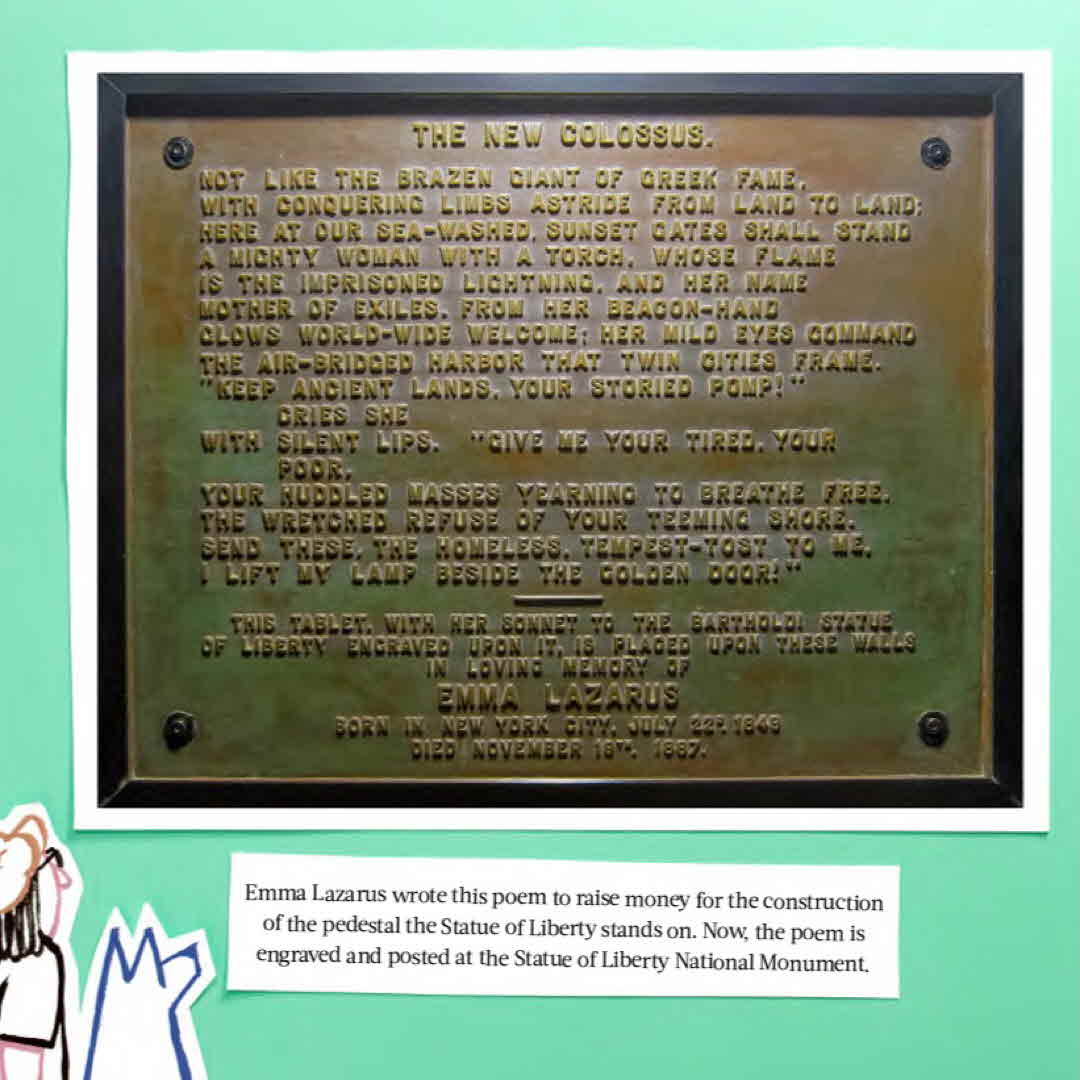 THE NEW COLOSSUS.
NOT LIKE THE BRAZEN GIANT OF GREEK FAME,
WITH CONQUERING LIMBS ASTRIDE FROM LAND TO LAND;
HERE AT OUR SEA-WASHED, SUNSET GATES SHALL STAND
A MIGHTY WOMAN WITH A TORCH, WHOSE FLAME
IS THE IMPRISONED LIGHTNING, AND HER NAME
MOTHER OF EXILES. FROM HER BEACON-HAND
GLOWS WORLD-WIDE WELCOME; HER MILD EYES COMMAND
THE AIR-BRIDGED HARBOR THAT TWIN CITIES FRAME.
"KEEP ANCIENT LANDS, YOUR STORIED POMP!"
CRIES SHE
WITH SILENT LIPS. "GIVE ME YOUR TIRED, YOUR
POOR,
YOUR HUDDLED MASSES YEARNING TO BREATHE FREE,
THE WRETCHED REFUSE OF YOUR TEEMING SHORE.
SEND THESE, THE HOMELESS, TEMPEST-TOST TO ME,
I LIFT MY LAMP BESIDE THE GOLDEN DOOR!"
THIS TABLET, WITH HER SONNET TO THE BARTHOLDI STATUE
OF LIBERTY ENGRAVED UPON IT, IS PLACED UPON THESE WALLS
IN LOVING MEMORY OF
EMMA LAZARUS
BORN IN NEW YORK CITY, JULY 22D, 1849
DIED NOVEMBER 19TH, 1887.
Emma Lazarus wrote this poem to raise money for the construction
of the pedestal the Statue of Liberty stands on. Now, the poem is
engraved and posted at the Statue of Liberty National Monument.